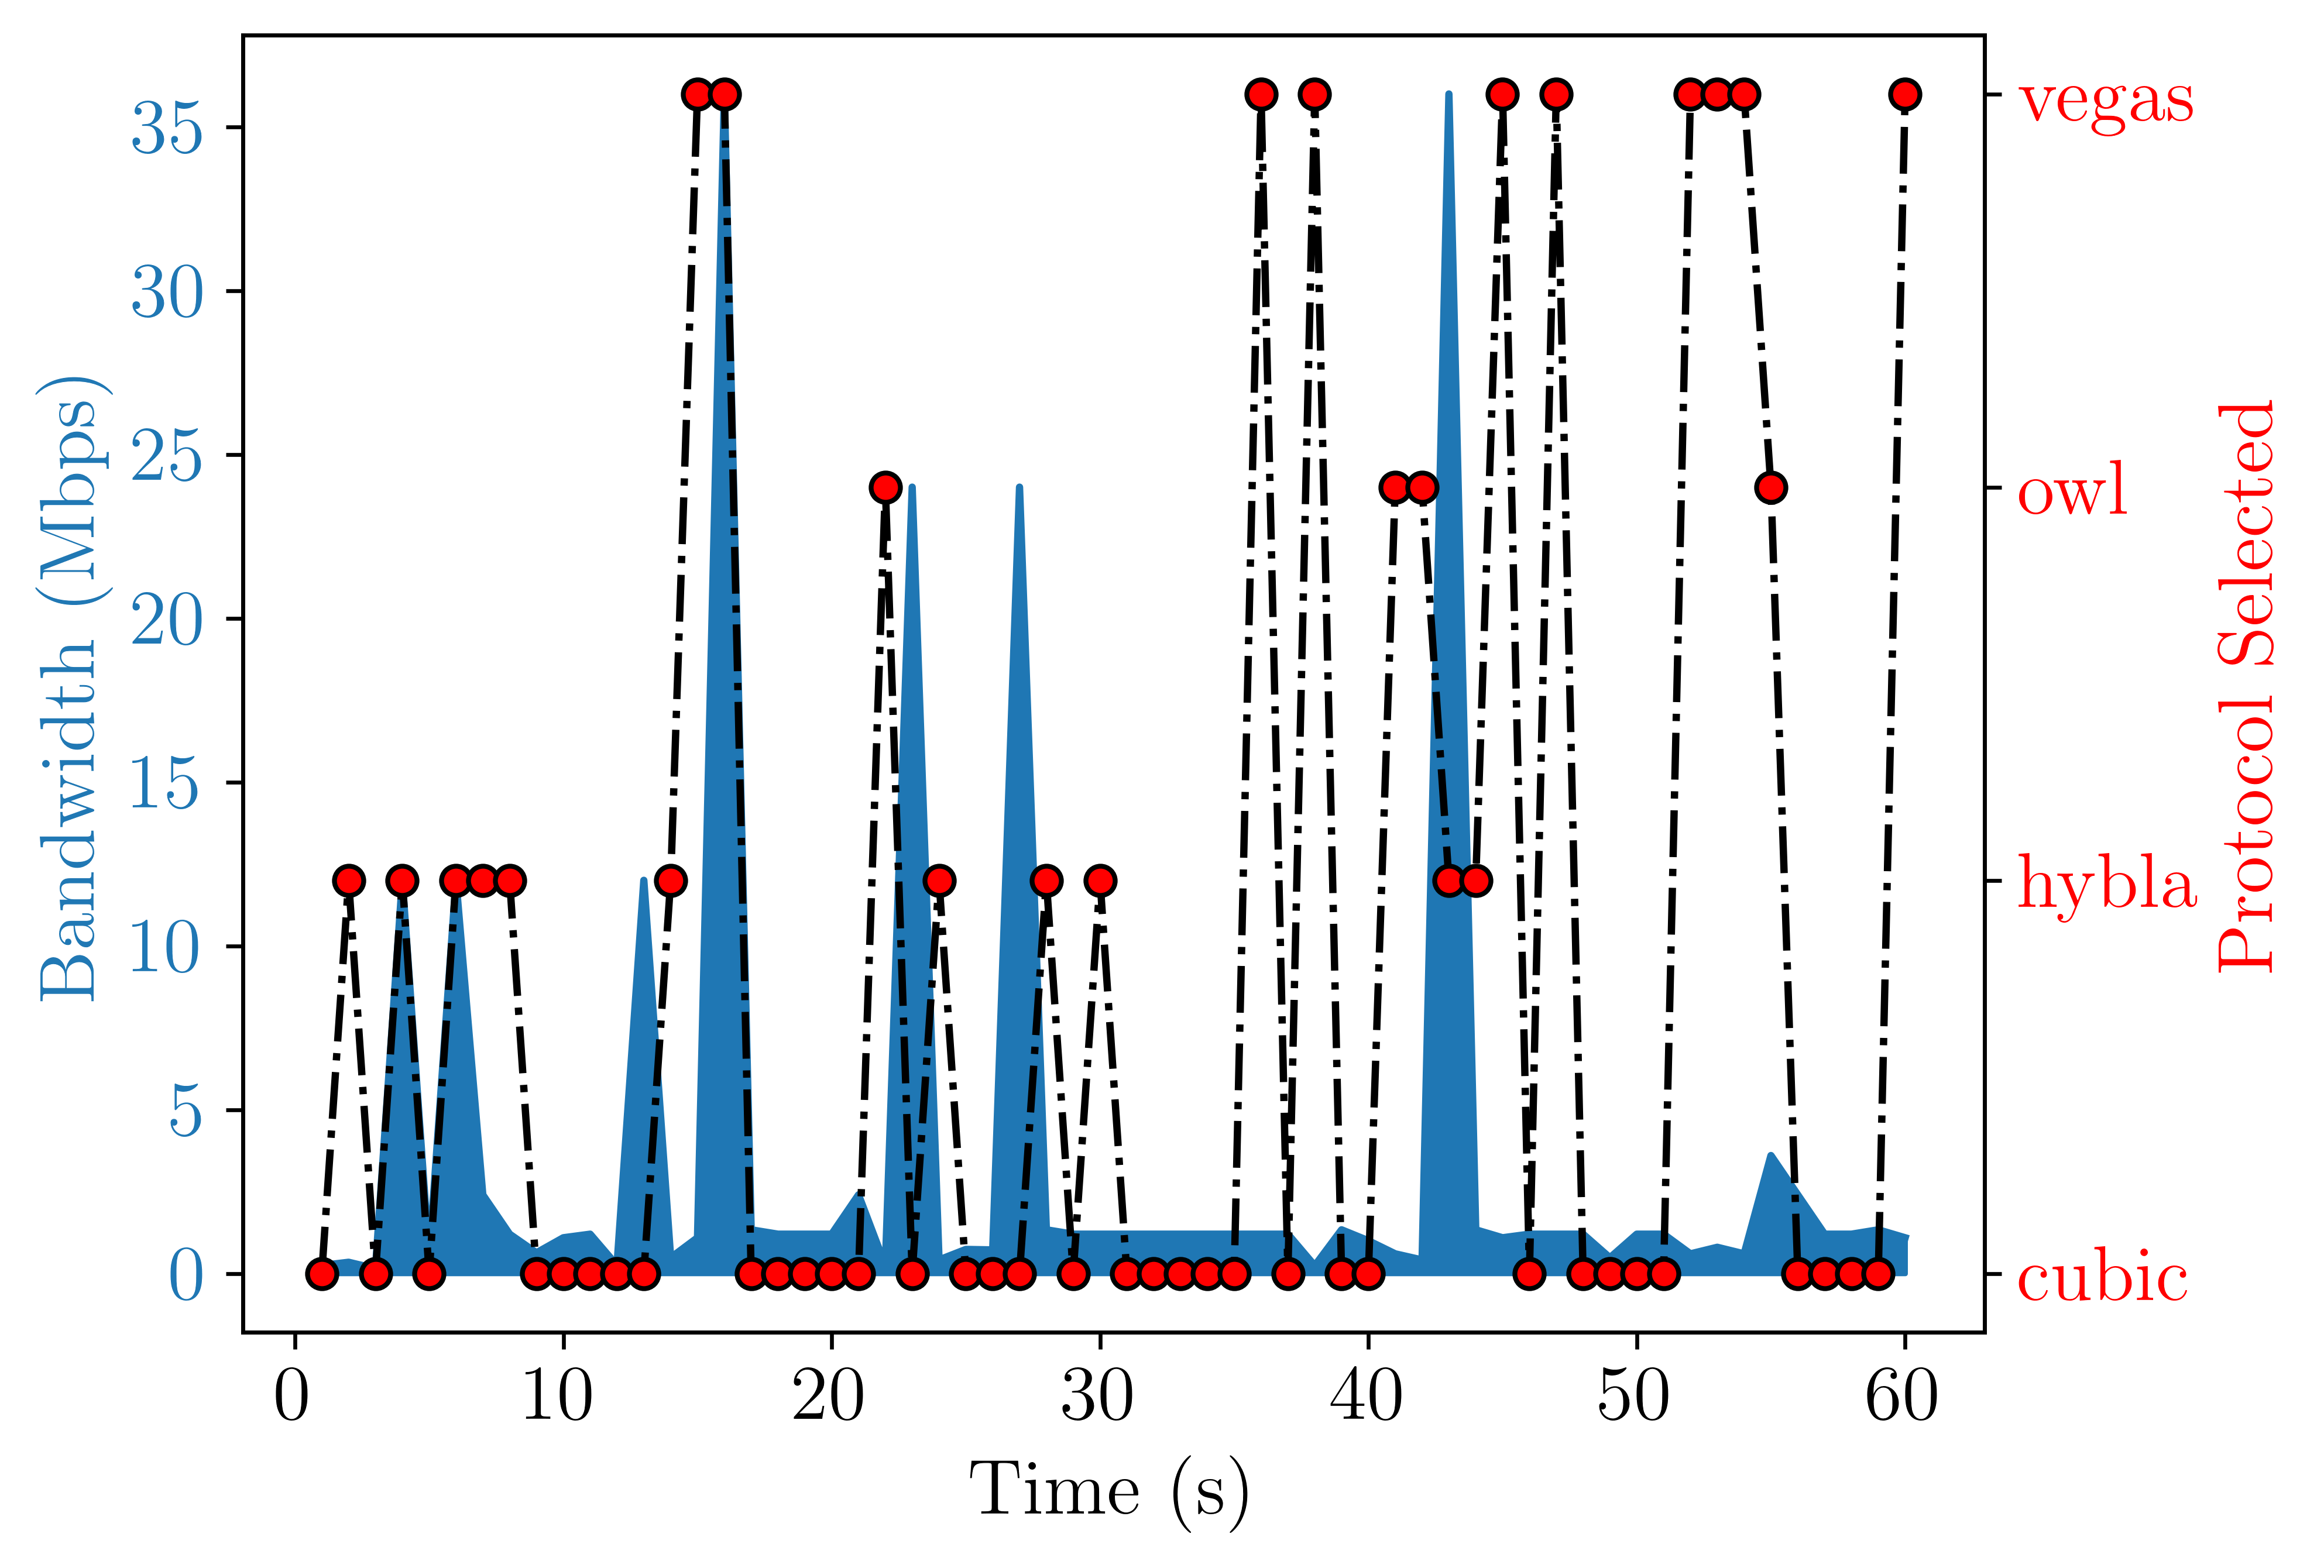 35
30
25
20
15
10
5
0
Bandwidth (Mbps)
0 10 20 30 40 50 60
Time (s)
vegas
owl
hybla
cubic
Protocol Selected